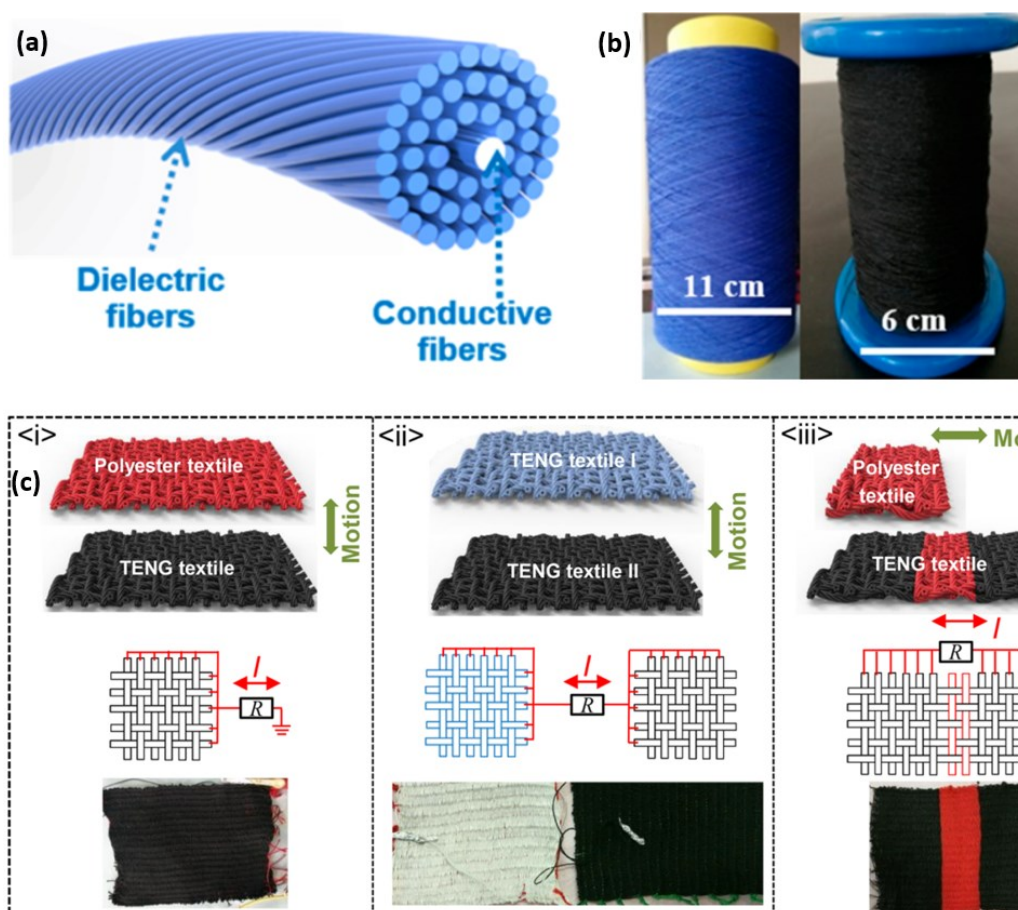 (a)
Dielectric
fibers
Conductive
fibers
(b)
11 cm
6 cm
(c)
<i>
Polyester textile
TENG textile
Motion
I
R
<ii>
TENG textile I
TENG textile II
Motion
I
R
<iii>
Mo
Polyester
textile
TENG textile
I
R